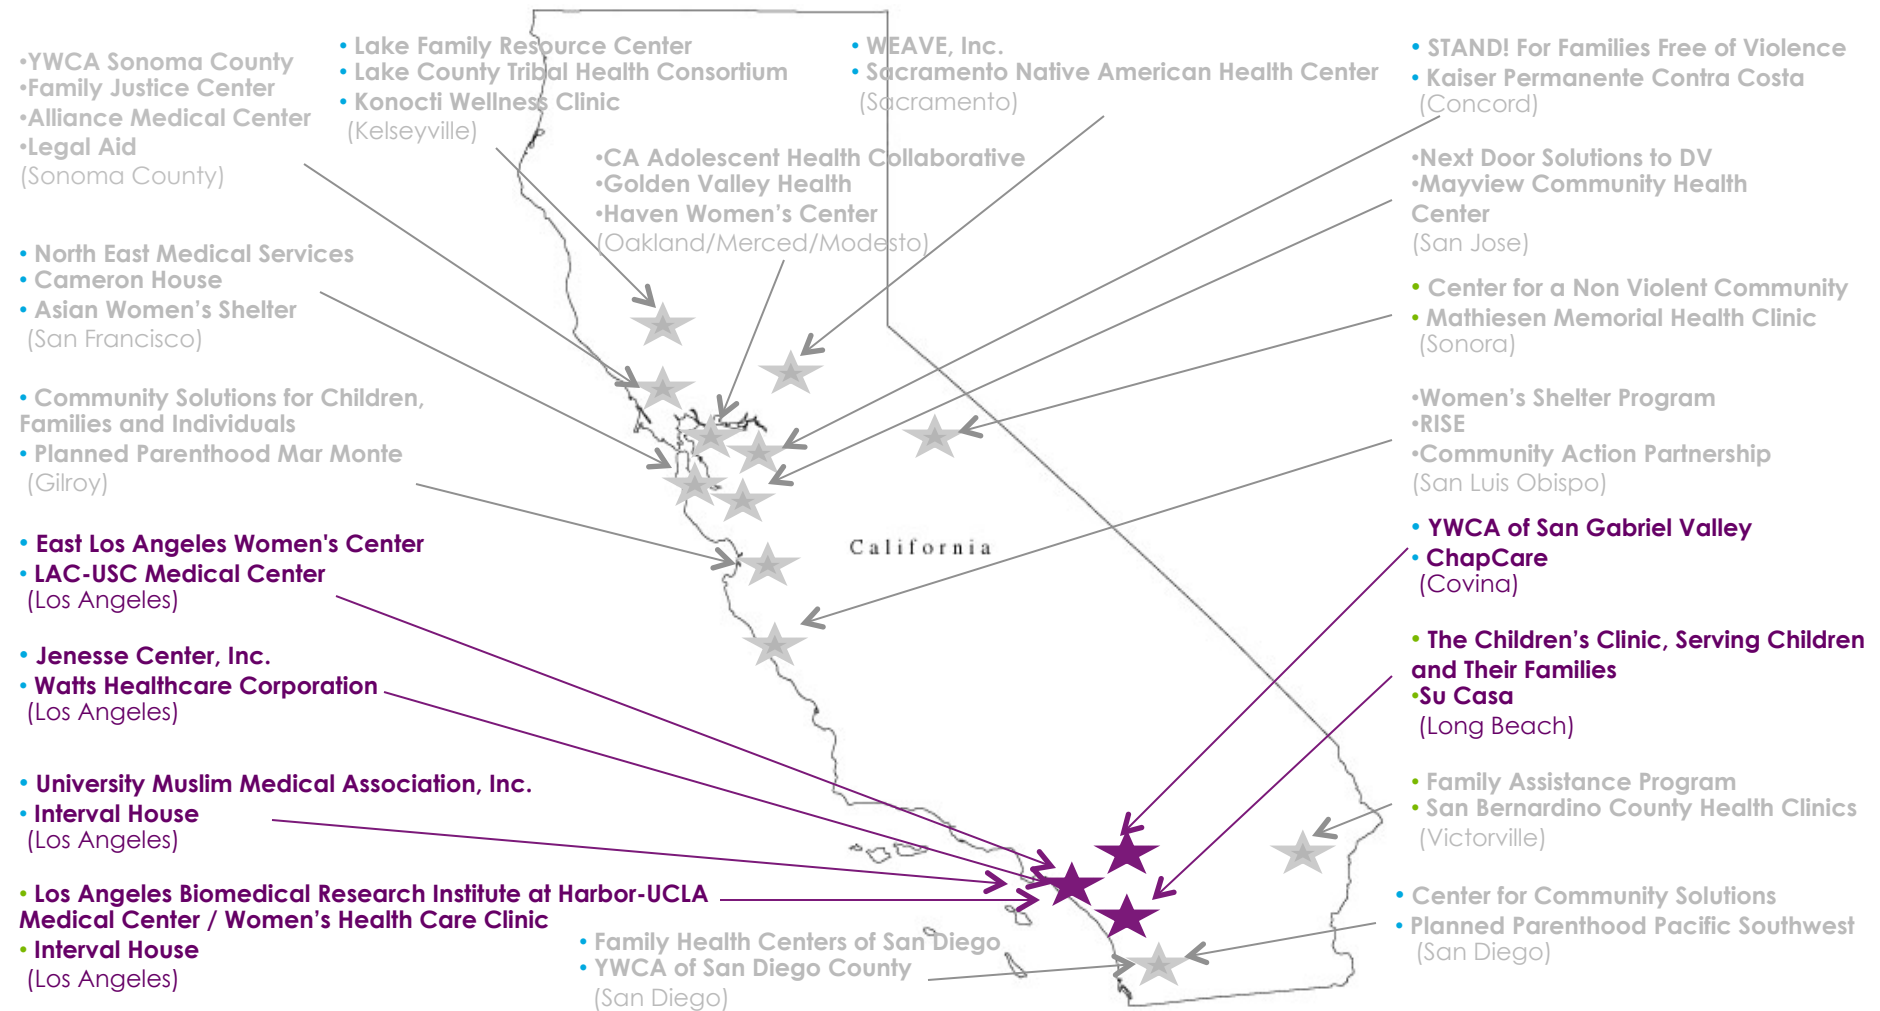 •YWCA Sonoma County
•Family Justice Center
•Alliance Medical Center
•Legal Aid
(Sonoma County)
• Lake Family Resource Center
• Lake County Tribal Health Consortium
• Konocti Wellness Clinic
(Kelseyville)
•CA Adolescent Health Collaborative
•Golden Valley Health
•Haven Women's Center
(Oakland/Merced/Modesto)
• WEAVE, Inc.
• Sacramento Native American Health Center
(Sacramento)
• STAND! For Families Free of Violence
• Kaiser Permanente Contra Costa
(Concord)
•Next Door Solutions to DV
•Mayview Community Health
Center
(San Jose)
• North East Medical Services
• Cameron House
• Asian Women's Shelter
(San Francisco)
• Center for a Non Violent Community
• Mathiesen Memorial Health Clinic
(Sonora)
• Community Solutions for Children,
Families and Individuals
• Planned Parenthood Mar Monte
(Gilroy)
•Women's Shelter Program
•RISE
•Community Action Partnership
(San Luis Obispo)
California
• East Los Angeles Women's Center
• LAC-USC Medical Center
(Los Angeles)
• YWCA of San Gabriel Valley
• ChapCare
(Covina)
• Jenesse Center, Inc.
• Watts Healthcare Corporation
(Los Angeles)
• The Children's Clinic, Serving Children
and Their Families
•Su Casa
(Long Beach)
• University Muslim Medical Association, Inc.
• Interval House
(Los Angeles)
• Family Assistance Program
• San Bernardino County Health Clinics
(Victorville)
• Los Angeles Biomedical Research Institute at Harbor-UCLA
Medical Center / Women's Health Care Clinic
• Interval House
(Los Angeles)
• Family Health Centers of San Diego
• YWCA of San Diego County
(San Diego)
• Center for Community Solutions
• Planned Parenthood Pacific Southwest
(San Diego)